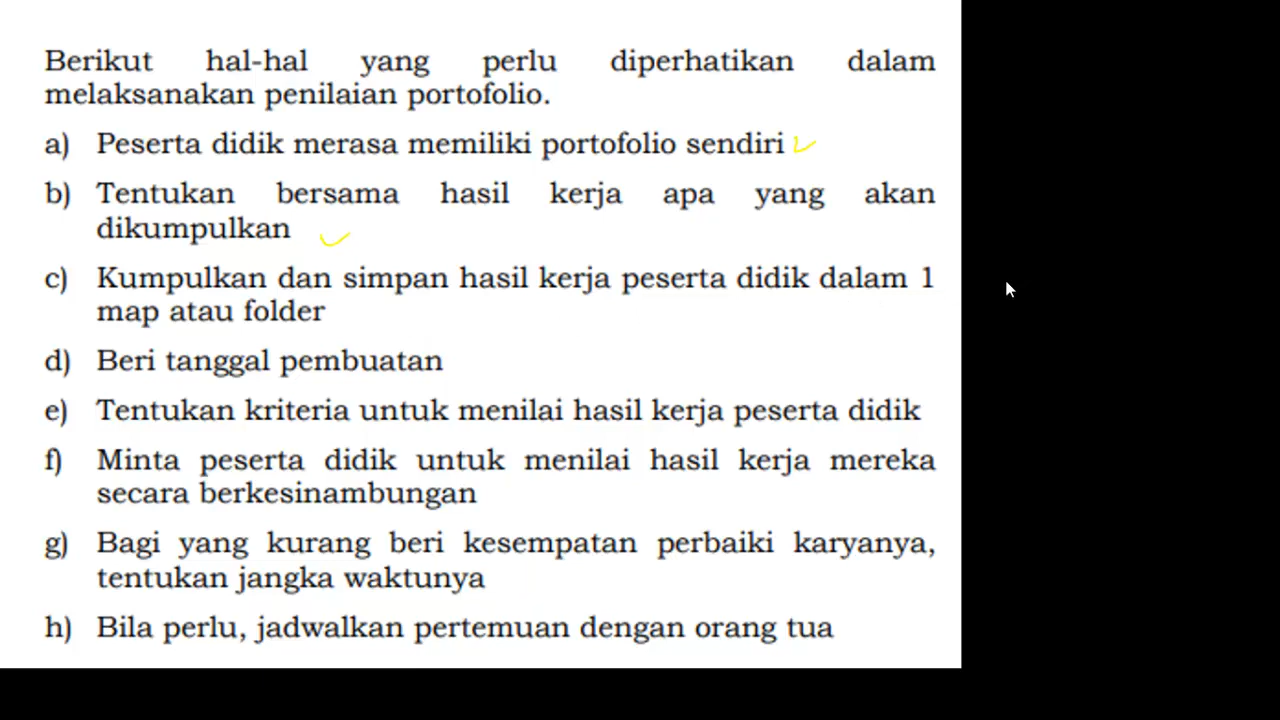 Berikut hal-hal yang perlu diperhatikan dalam
melaksanakan penilaian portofolio.
a) Peserta didik merasa memiliki portofolio sendiri
b) Tentukan bersama hasil kerja apa yang akan
dikumpulkan
c) Kumpulkan dan simpan hasil kerja peserta didik dalam 1
map atau folder
d) Beri tanggal pembuatan
e) Tentukan kriteria untuk menilai hasil kerja peserta didik
f) Minta peserta didik untuk menilai hasil kerja mereka
secara berkesinambungan
g) Bagi yang kurang beri kesempatan perbaiki karyanya,
tentukan jangka waktunya
h) Bila perlu, jadwalkan pertemuan dengan orang tua